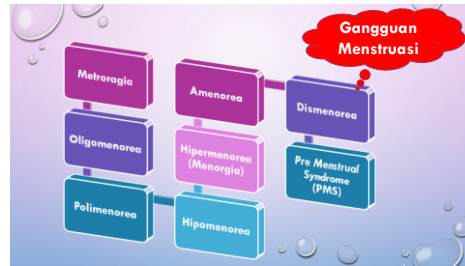 Gangguan
Menstruasi
Metroragia
Oligomenorea
Polimenorea
Hipomenorea
Hipermenorea
(Menorgia)
Amenorea
Dismenorea
Pre Menstrual
Syndrome
(PMS)